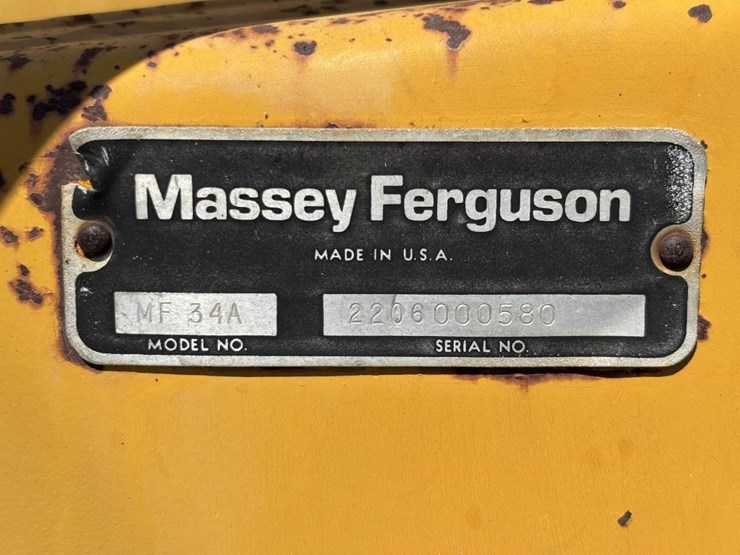 Massey Ferguson
MADE IN U.S.A.
MF 34A 2206000580
MODEL NO. SERIAL NO.